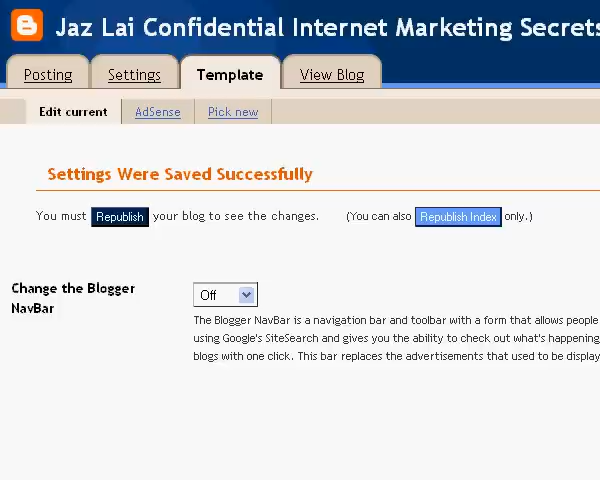 Jaz Lai Confidential Internet Marketing Secrets
Posting Settings Template View Blog
Edit current AdSense Pick new
Settings Were Saved Successfully
You must Republish your blog to see the changes. (You can also Republish Index only.)
Change the Blogger NavBar
Off
The Blogger NavBar is a navigation bar and toolbar with a form that allows people
using Google's SiteSearch and gives you the ability to check out what's happening
blogs with one click. This bar replaces the advertisements that used to be display